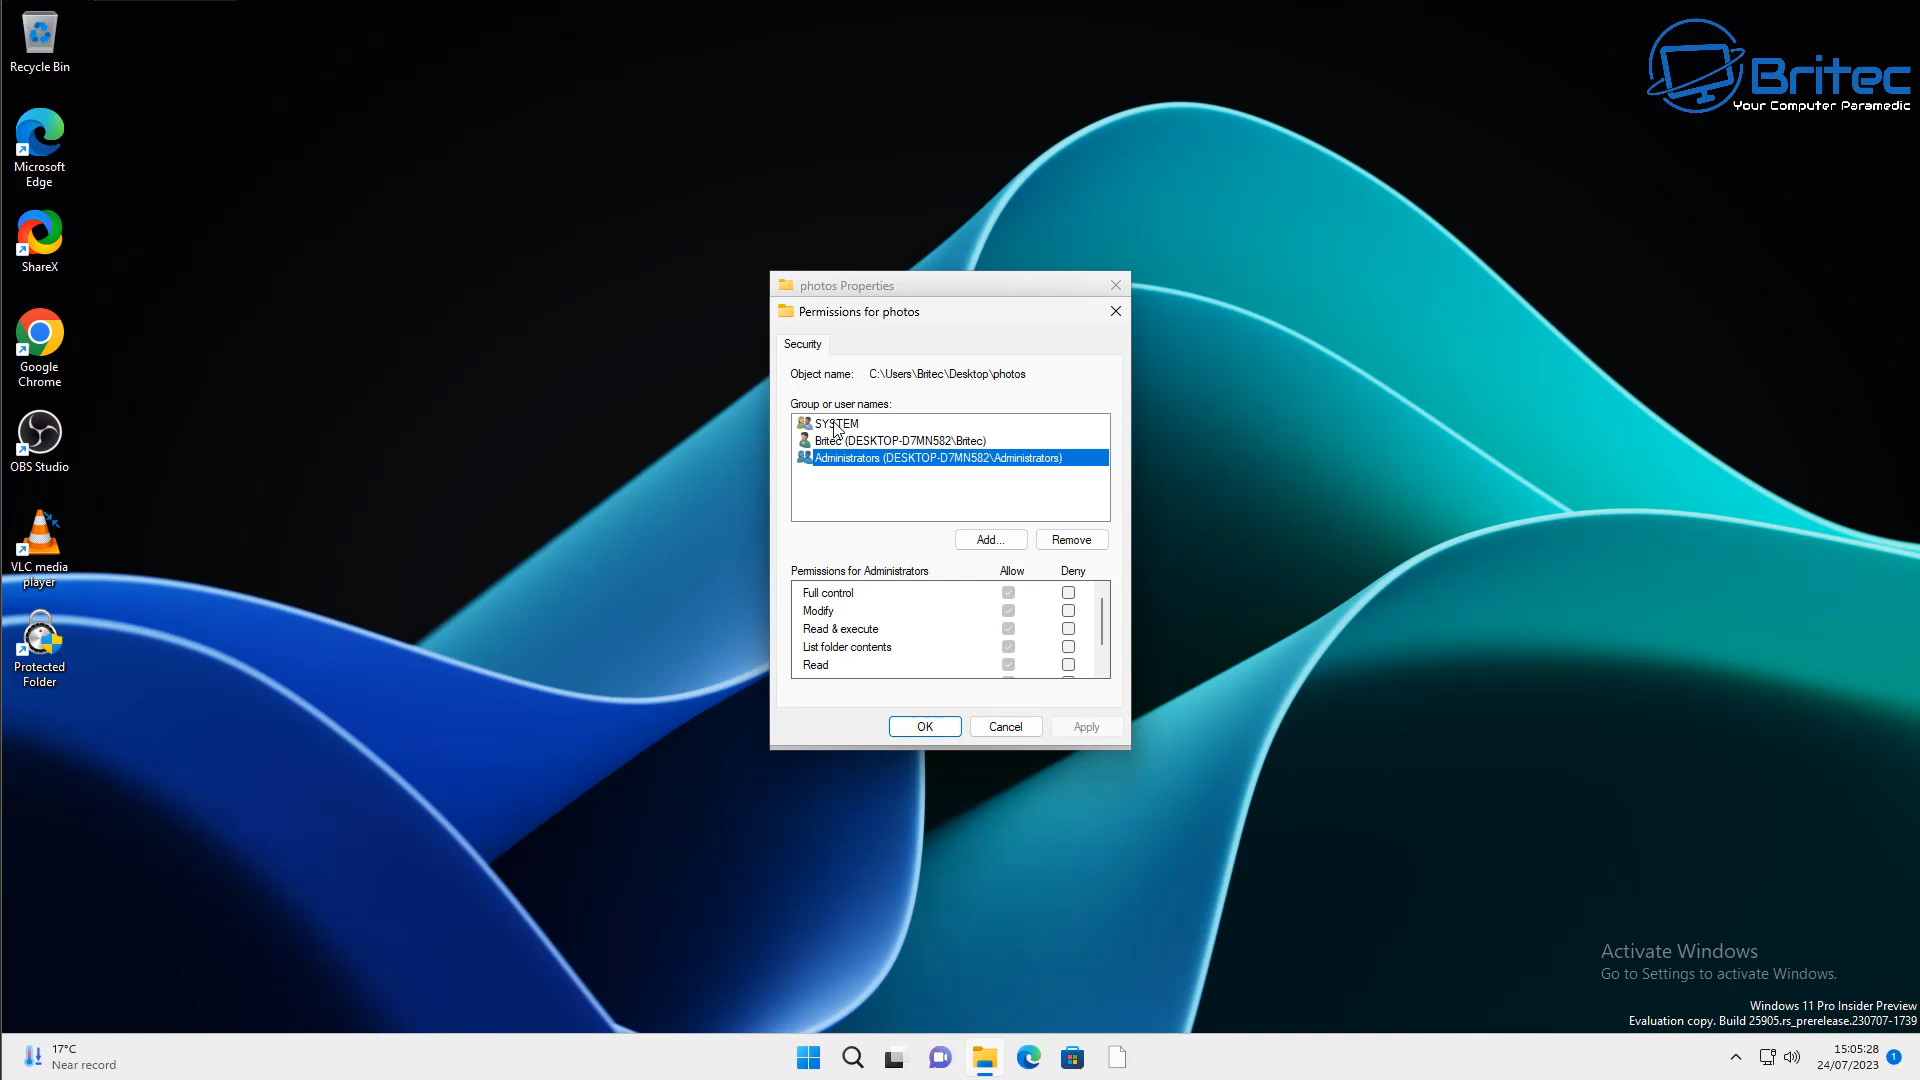 Recycle Bin
Microsoft
Edge
ShareX
Google
Chrome
OBS Studio
VLC media
player
Protected
Folder
Britec
Your Computer Paramedic
photos Properties
Permissions for photos
Security
Object name: C:\Users\Britec\Desktop\photos
Group or user names:
SYSTEM
Britec (DESKTOP-D7MN582\Britec)
Administrators (DESKTOP-D7MN582\Administrators)
Add...
Remove
Permissions for Administrators Allow Deny
Full control
Modify
Read & execute
List folder contents
Read
OK
Cancel
Apply
Activate Windows
Go to Settings to activate Windows.
Windows 11 Pro Insider Preview
Evaluation copy. Build 25905.rs_prerelease.230707-1739
17°C
Near record
15:05:28
24/07/2023
1